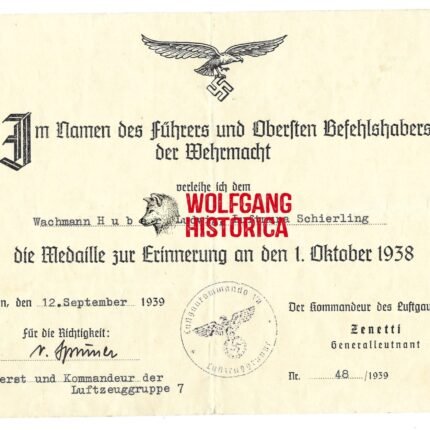 Im Namen des Führers und Obersten Befehlshabers
der Wehrmacht
verleihe ich dem
WOLFGANG
HISTORICA
Wachmann Hub Schierling
die Medaille zur Erinnerung an den 1. Oktober 1938
n, den 12.September 1939
Der Kommandeur des Luftgau
Für die Richtigkeit:
Zenetti
Generalleutnant
erst und Kommandeur der
Luftzeuggruppe 7
Nr. 48 /1939